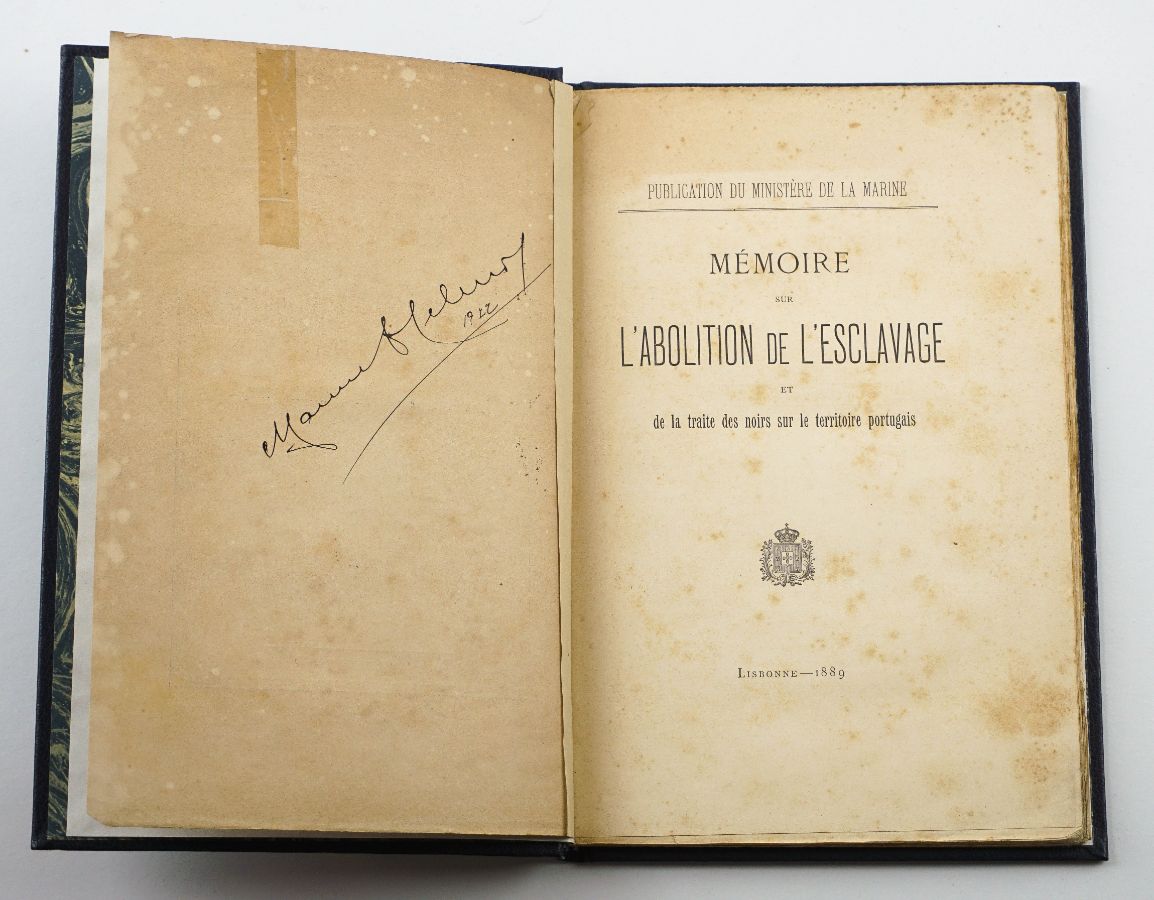 1922
PUBLICATION DU MINISTÈRE DE LA MARINE
MÉMOIRE
SUR
L'ABOLITION DE L'ESCLAVAGE
ET
de la traite des noirs sur le territoire portugais
LISBONNE—1889